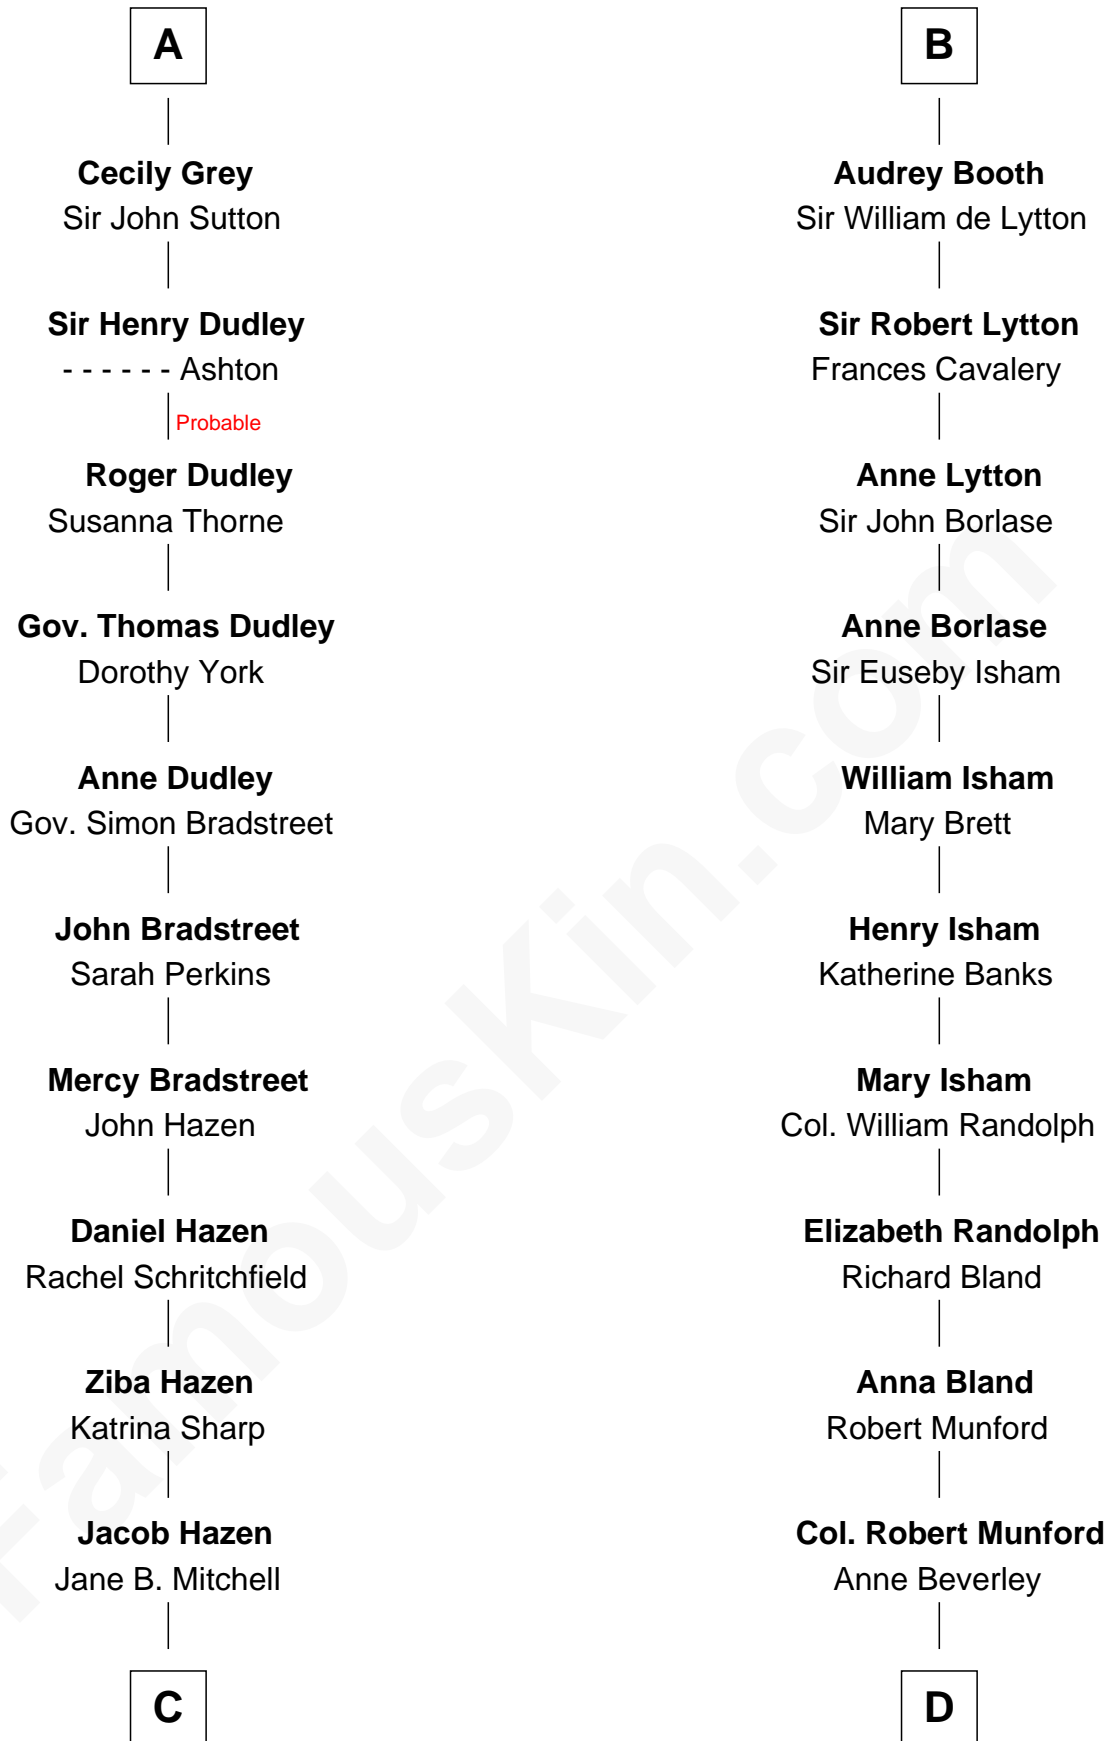 A
Cecily Grey
Sir John Sutton
Sir Henry Dudley
- - - - - - Ashton
Probable
Roger Dudley
Susanna Thorne
Gov. Thomas Dudley
Dorothy York
Anne Dudley
Gov. Simon Bradstreet
John Bradstreet
Sarah Perkins
Mercy Bradstreet
John Hazen
Daniel Hazen
Rachel Schritchfield
Ziba Hazen
Katrina Sharp
Jacob Hazen
Jane B. Mitchell
C
B
Audrey Booth
Sir William de Lytton
Sir Robert Lytton
Frances Cavalery
Anne Lytton
Sir John Borlase
Anne Borlase
Sir Euseby Isham
William Isham
Mary Brett
Henry Isham
Katherine Banks
Mary Isham
Col. William Randolph
Elizabeth Randolph
Richard Bland
Anna Bland
Robert Munford
Col. Robert Munford
Anne Beverley
D
FamousKin.com